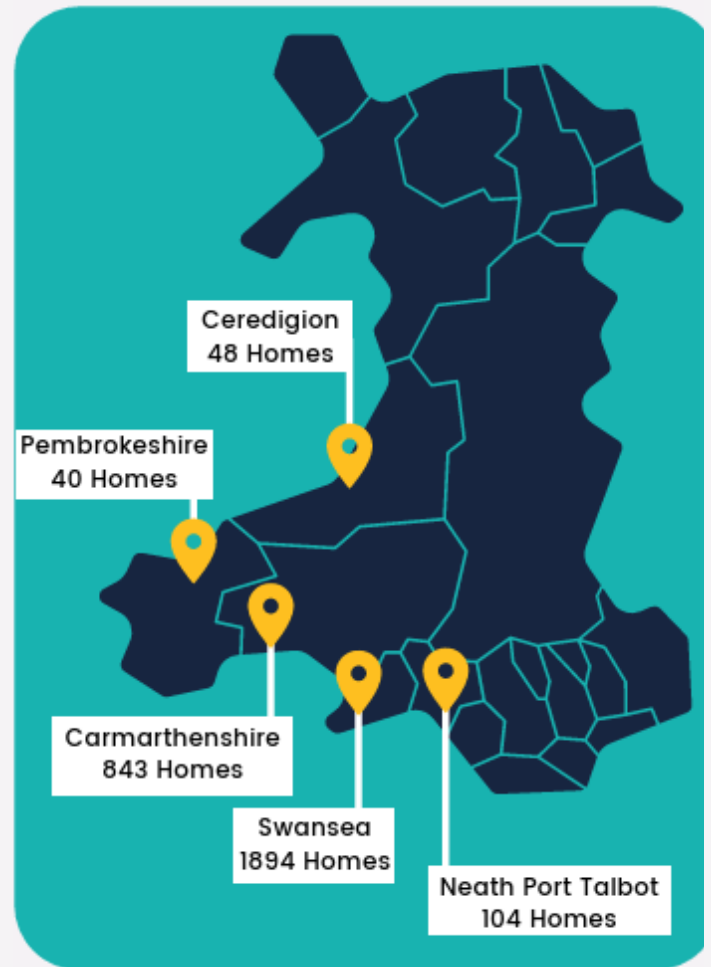 Ceredigion
48 Homes
Pembrokeshire
40 Homes
Carmarthenshire
843 Homes
Swansea
1894 Homes
Neath Port Talbot
104 Homes